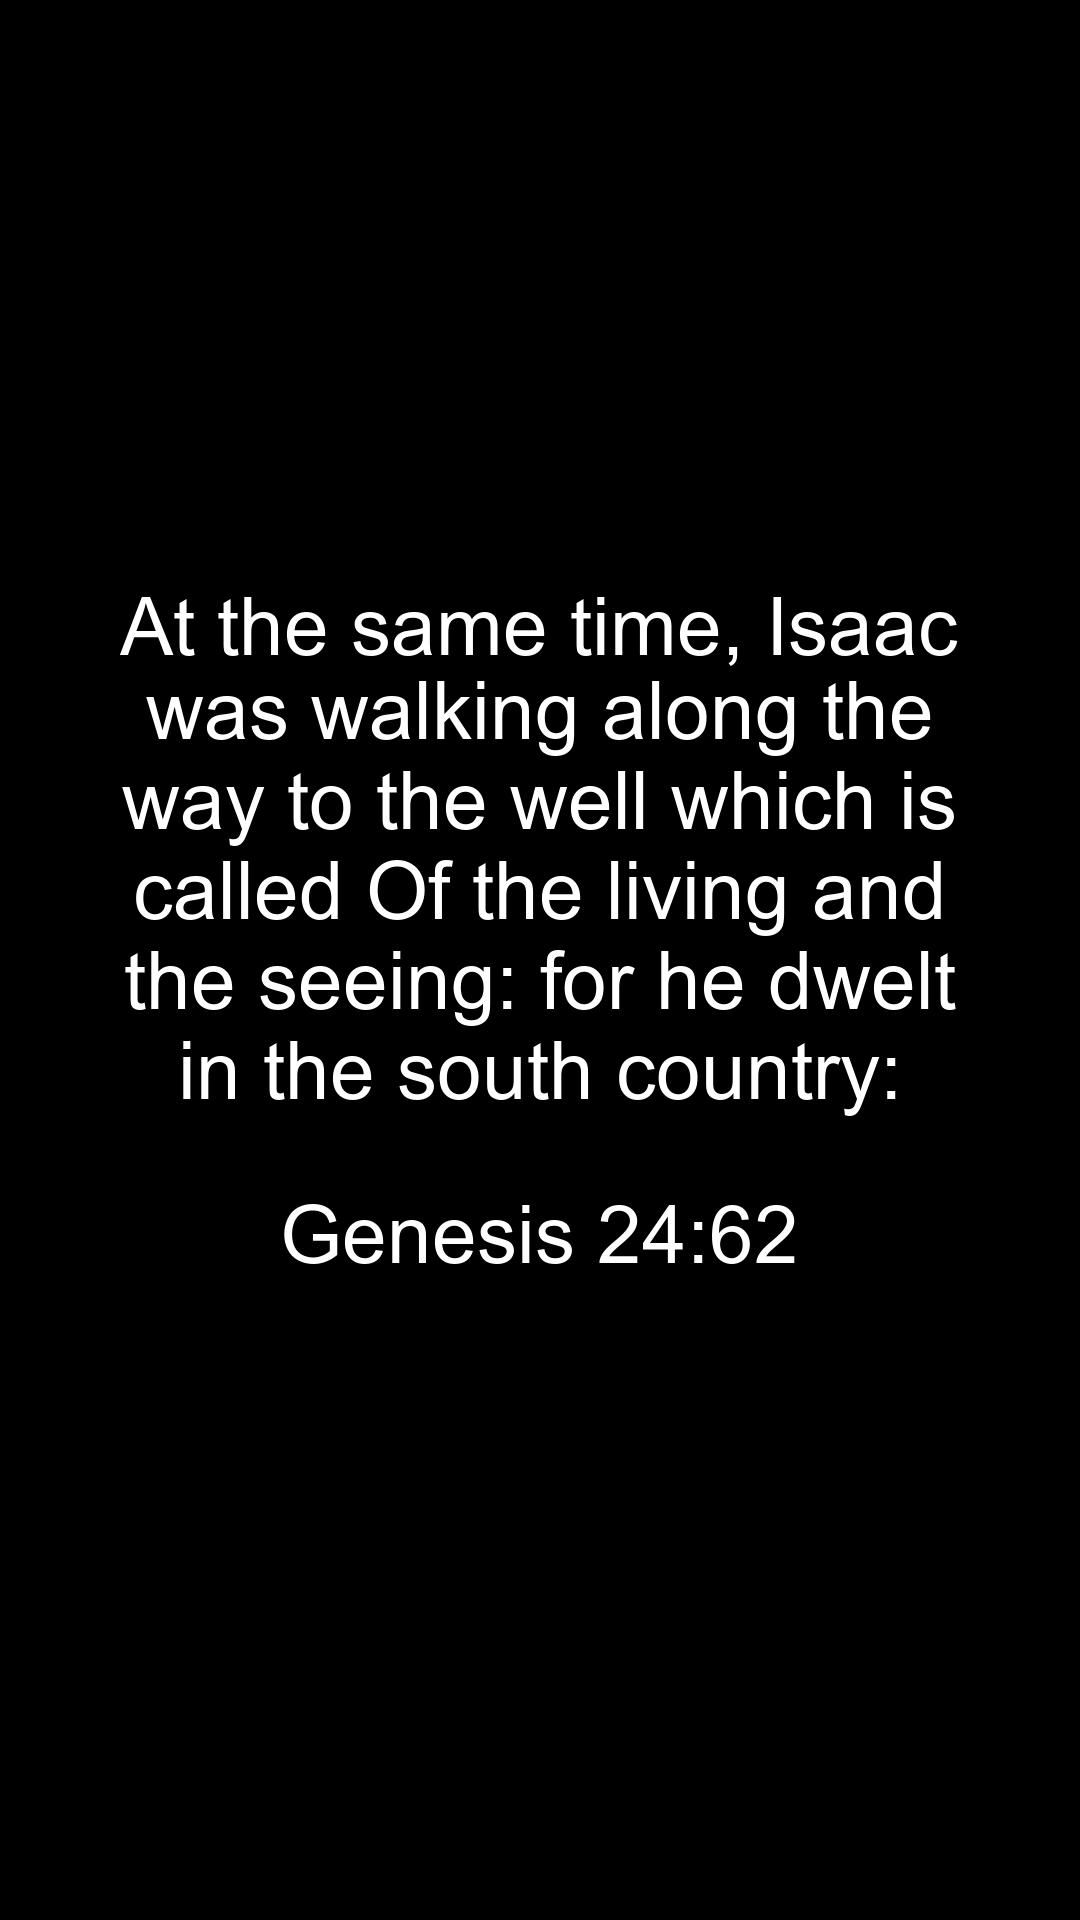 At the same time, Isaac
was walking along the
way to the well which is
called Of the living and
the seeing: for he dwelt
in the south country:
Genesis 24:62